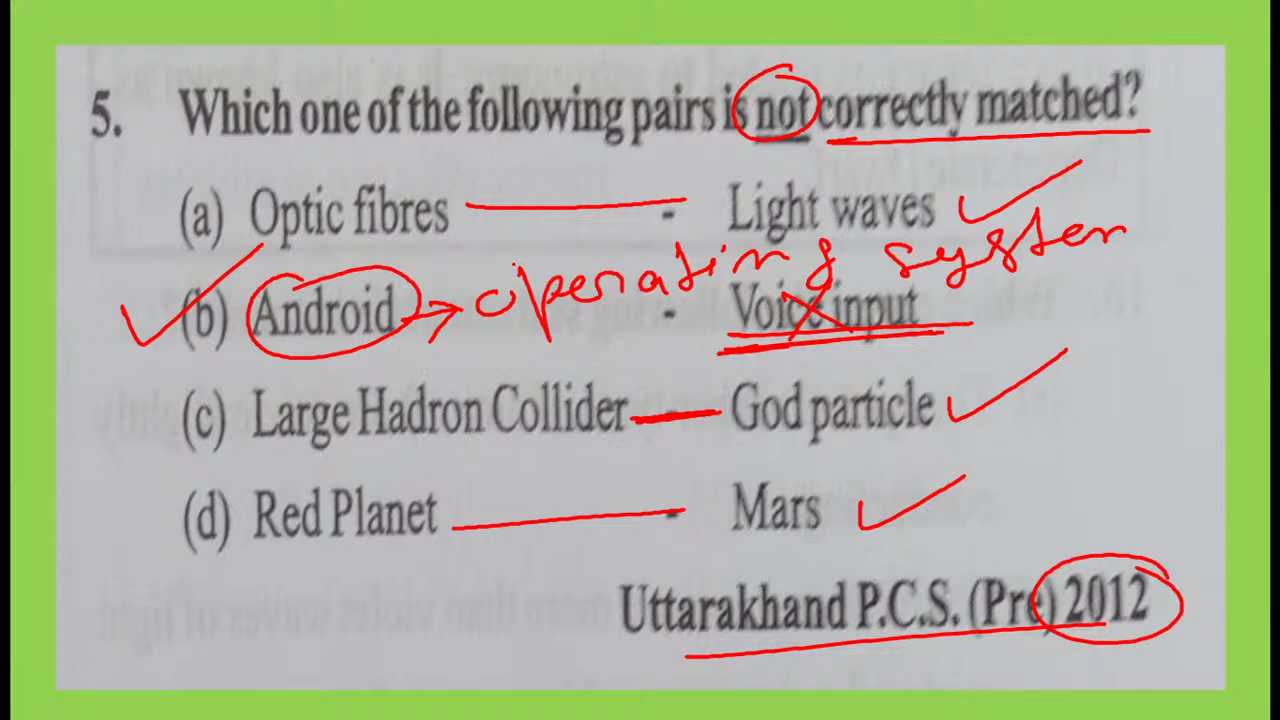 5. Which one of the following pairs is not correctly matched?
(a) Optic fibres - Light waves
(b) Android → operating system - Voice input
(c) Large Hadron Collider - God particle
(d) Red Planet - Mars
Uttarakhand P.C.S. (Pre) 2012